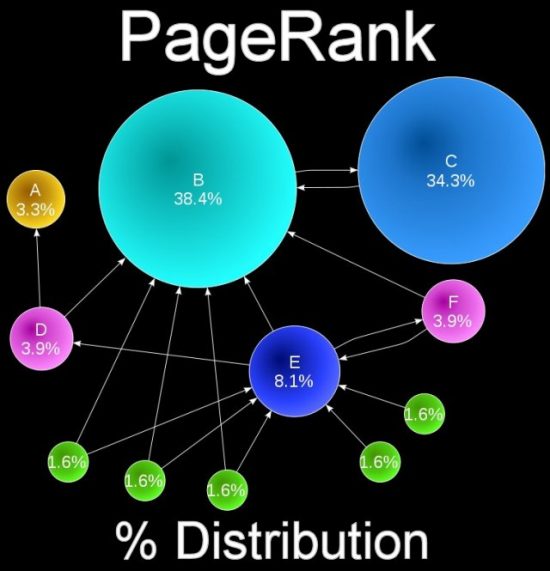 PageRank
A
3.3%
B
38.4%
C
34.3%
D
3.9%
E
8.1%
F
3.9%
1.6%
1.6%
1.6%
1.6%
1.6%
% Distribution